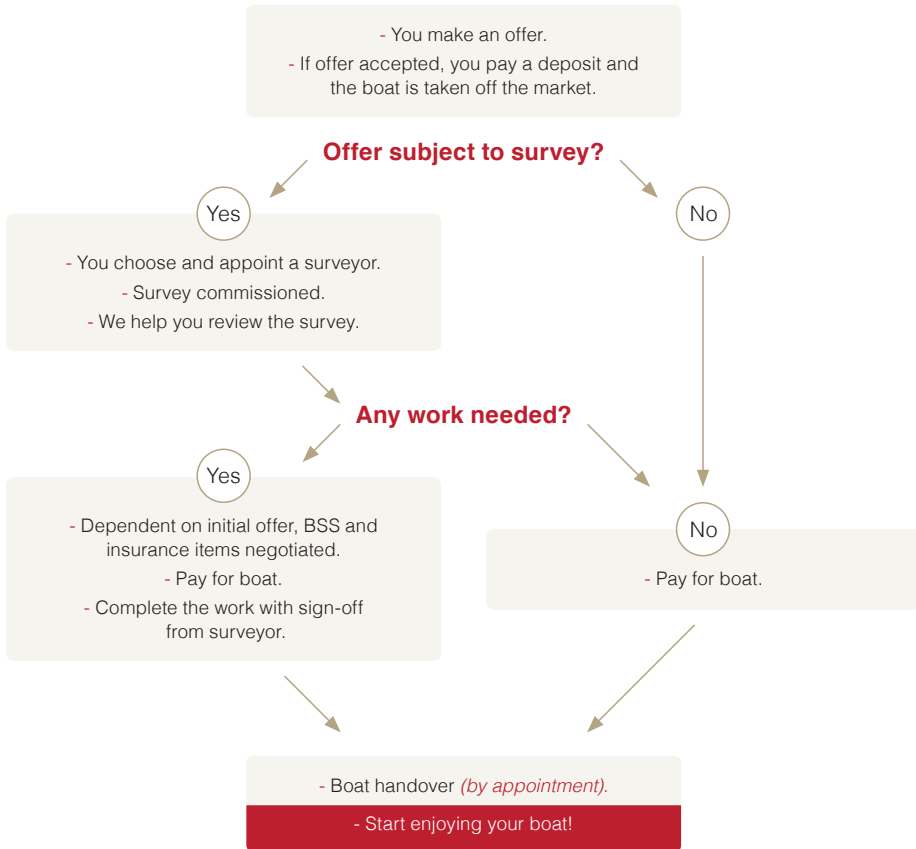 - You make an offer.
- If offer accepted, you pay a deposit and
the boat is taken off the market.
Offer subject to survey?
Yes
No
- You choose and appoint a surveyor.
- Survey commissioned.
- We help you review the survey.
Any work needed?
Yes
- Dependent on initial offer, BSS and
insurance items negotiated.
- Pay for boat.
- Complete the work with sign-off
from surveyor.
No
- Pay for boat.
- Boat handover (by appointment).
- Start enjoying your boat!